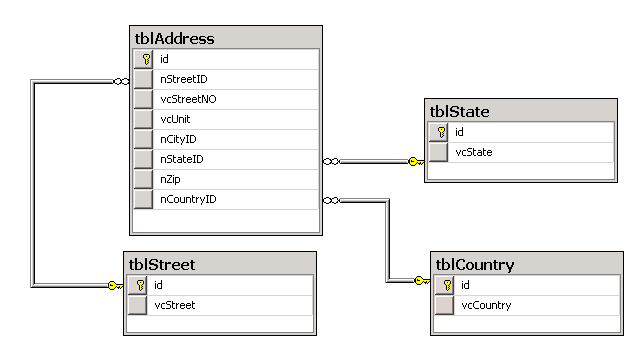 tblAddress
id
nStreetID
vcStreetNO
vcUnit
nCityID
nStateID
nZip
nCountryID
tblState
id
vcState
tblStreet
id
vcStreet
tblCountry
id
vcCountry